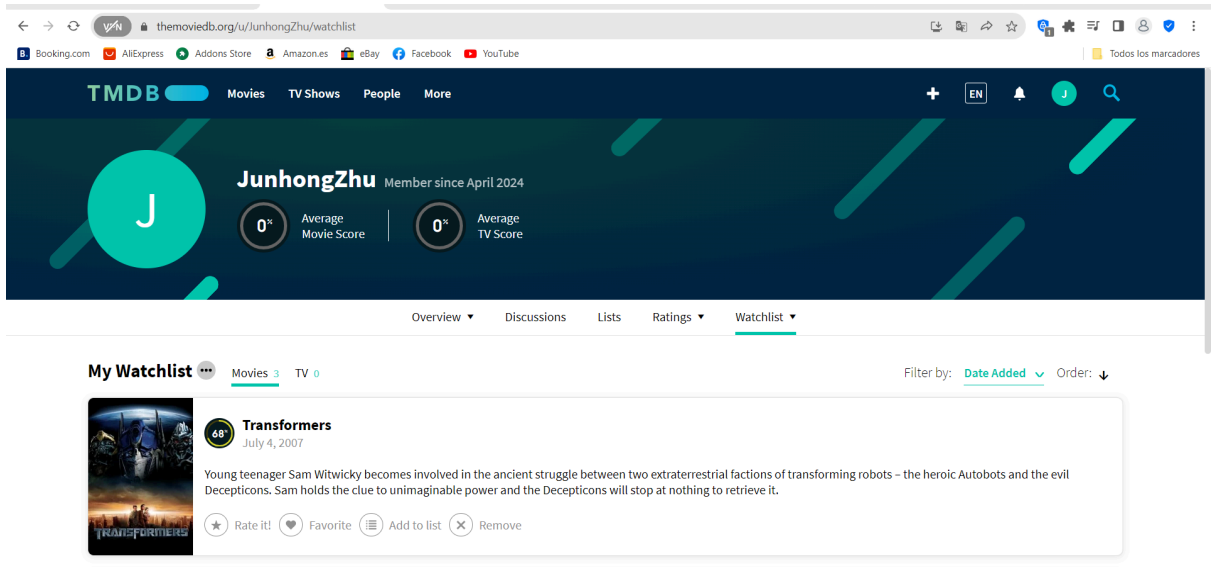 VPN themoviedb.org/u/JunhongZhu/watchlist 1
B. Booking.com AliExpress Addons Store a Amazon.es eBay Facebook YouTube Todos los marcadores
TMDB Movies TV Shows People More + EN J
J
JunhongZhu Member since April 2024
0% Average Movie Score 0% Average TV Score
Overview Discussions Lists Ratings Watchlist
My Watchlist Movies 3 TV 0 Filter by: Date Added Order:
68% Transformers
July 4, 2007
Young teenager Sam Witwicky becomes involved in the ancient struggle between two extraterrestrial factions of transforming robots – the heroic Autobots and the evil
Decepticons. Sam holds the clue to unimaginable power and the Decepticons will stop at nothing to retrieve it.
TRANSFORMERS
Rate it! Favorite Add to list Remove